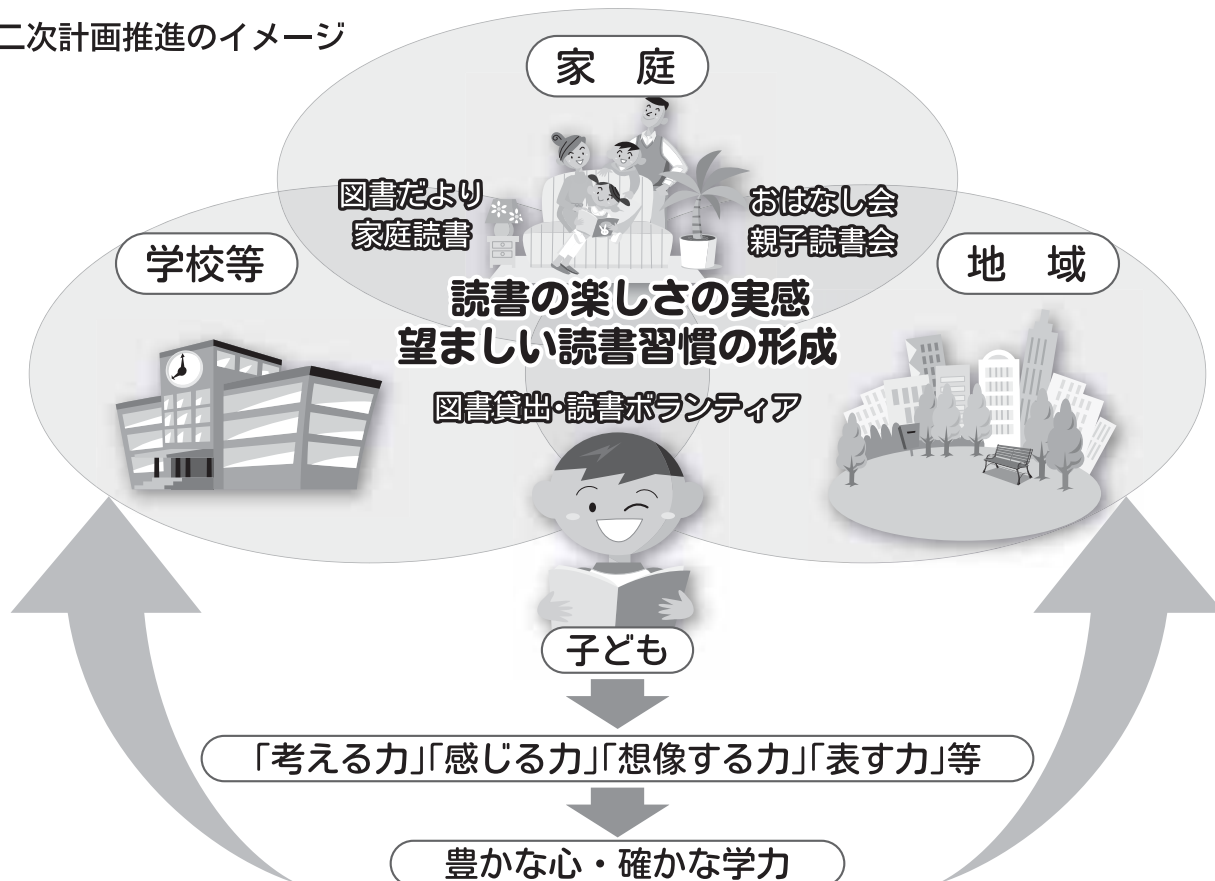 二次計画推進のイメージ
家　庭
図書だより
家庭読書
おはなし会
親子読書会
学校等
地　域
読書の楽しさの実感
望ましい読書習慣の形成
図書貸出・読書ボランティア
子ども
「考える力」「感じる力」「想像する力」「表す力」等
豊かな心・確かな学力